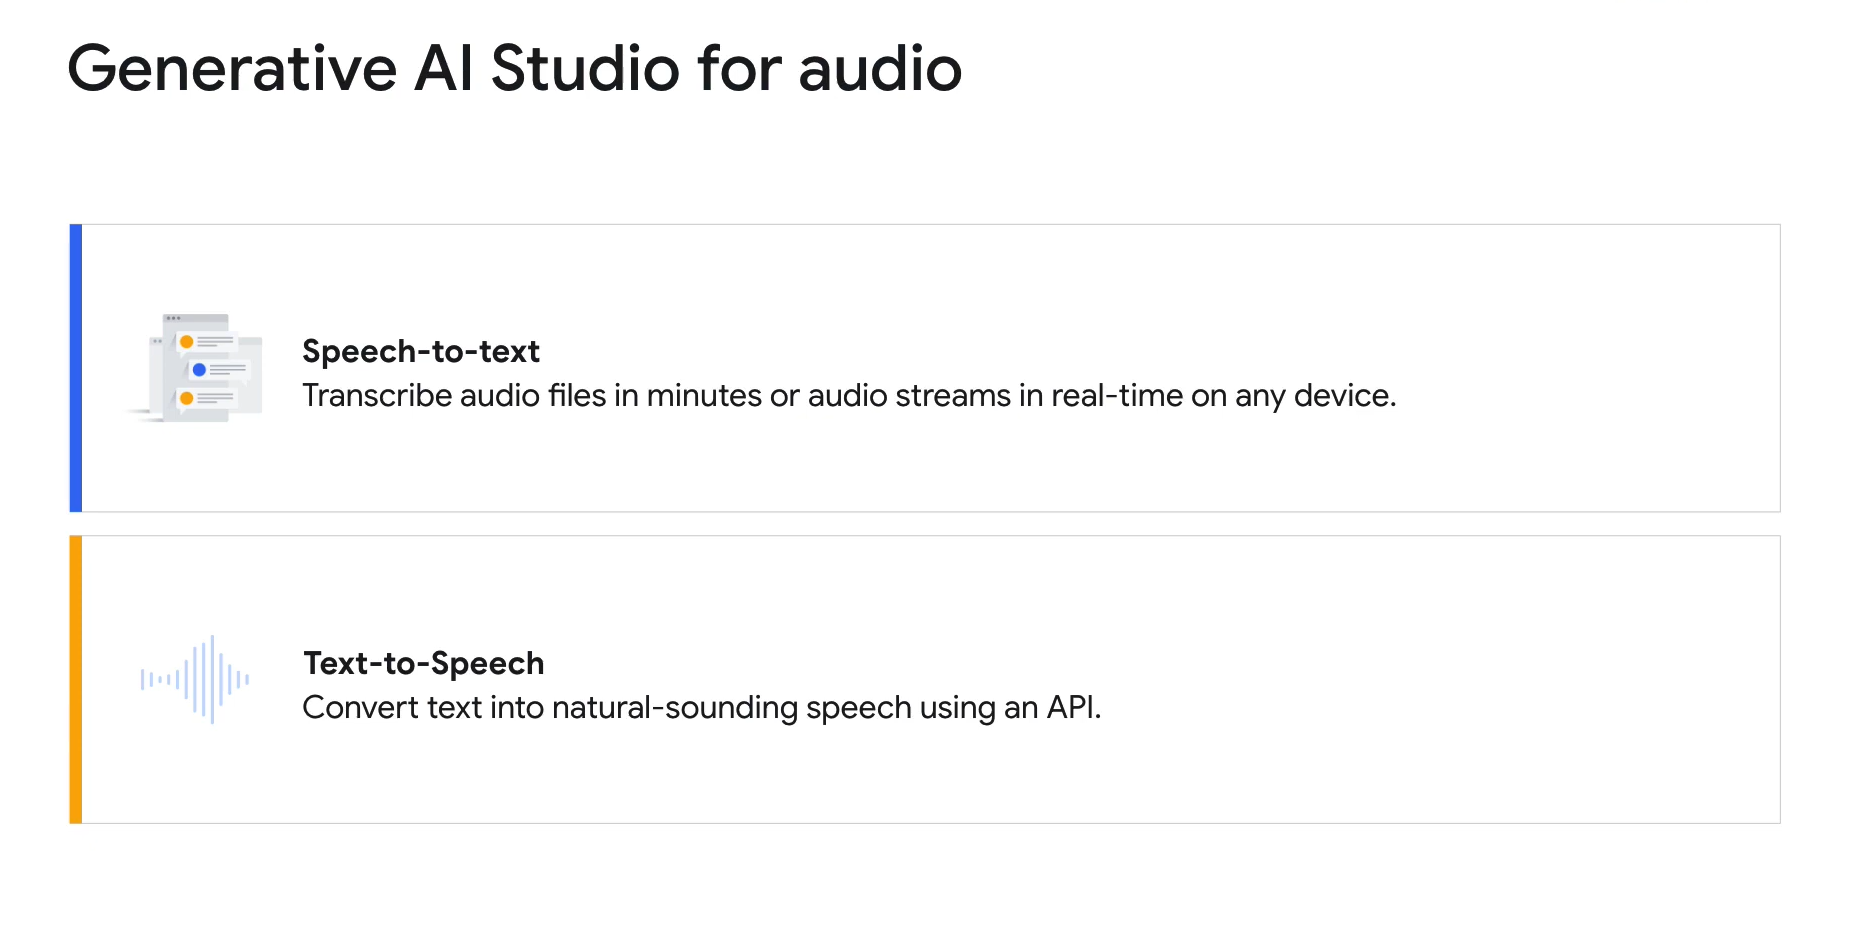 Generative AI Studio for audio
Speech-to-text
Transcribe audio files in minutes or audio streams in real-time on any device.
Text-to-Speech
Convert text into natural-sounding speech using an API.